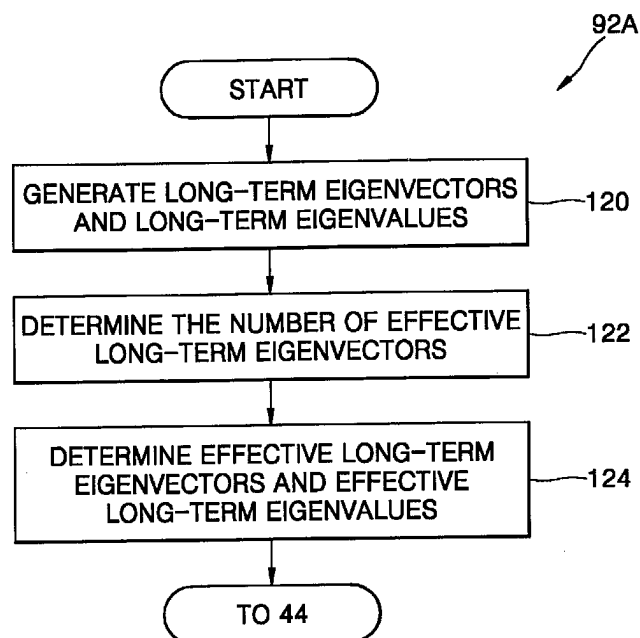 92A
START
GENERATE LONG-TERM EIGENVECTORS
AND LONG-TERM EIGENVALUES
120
DETERMINE THE NUMBER OF EFFECTIVE
LONG-TERM EIGENVECTORS
122
DETERMINE EFFECTIVE LONG-TERM
EIGENVECTORS AND EFFECTIVE
LONG-TERM EIGENVALUES
124
TO 44